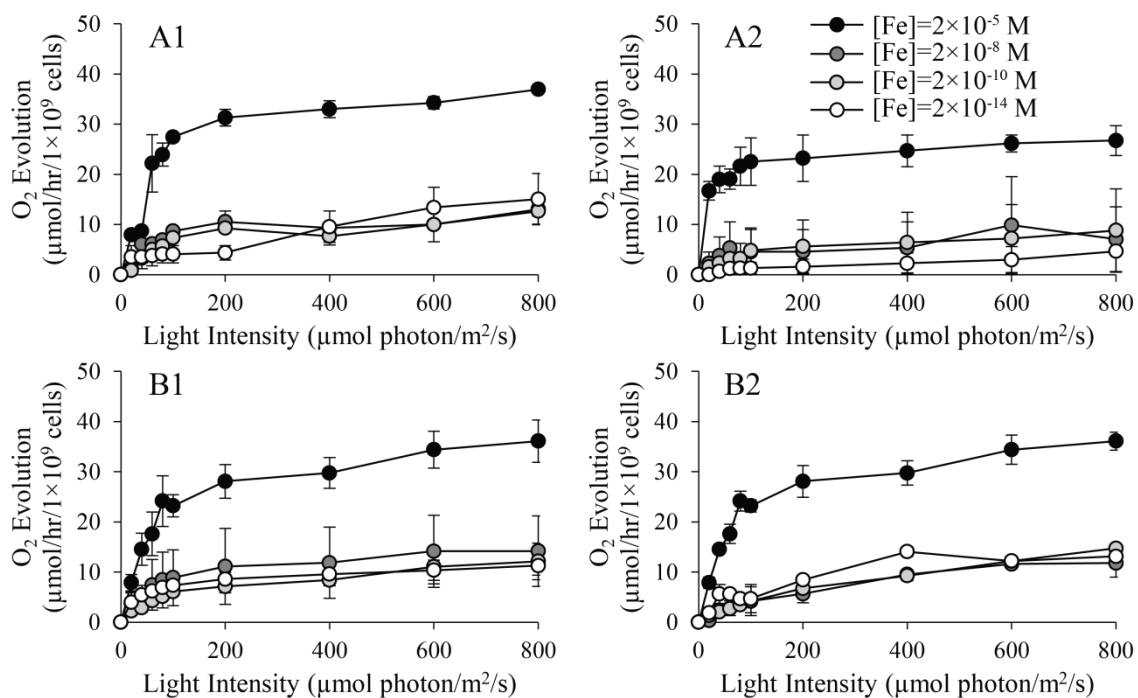 A1
50
40
30
20
10
0
O₂ Evolution
(µmol/hr/1×10⁹ cells)
0 200 400 600 800
Light Intensity (µmol photon/m²/s)
A2
[Fe]=2×10⁻⁵ M
[Fe]=2×10⁻⁸ M
[Fe]=2×10⁻¹⁰ M
[Fe]=2×10⁻¹⁴ M
50
40
30
20
10
0
O₂ Evolution
(µmol/hr/1×10⁹ cells)
0 200 400 600 800
Light Intensity (µmol photon/m²/s)
B1
50
40
30
20
10
0
O₂ Evolution
(µmol/hr/1×10⁹ cells)
0 200 400 600 800
Light Intensity (µmol photon/m²/s)
B2
50
40
30
20
10
0
O₂ Evolution
(µmol/hr/1×10⁹ cells)
0 200 400 600 800
Light Intensity (µmol photon/m²/s)